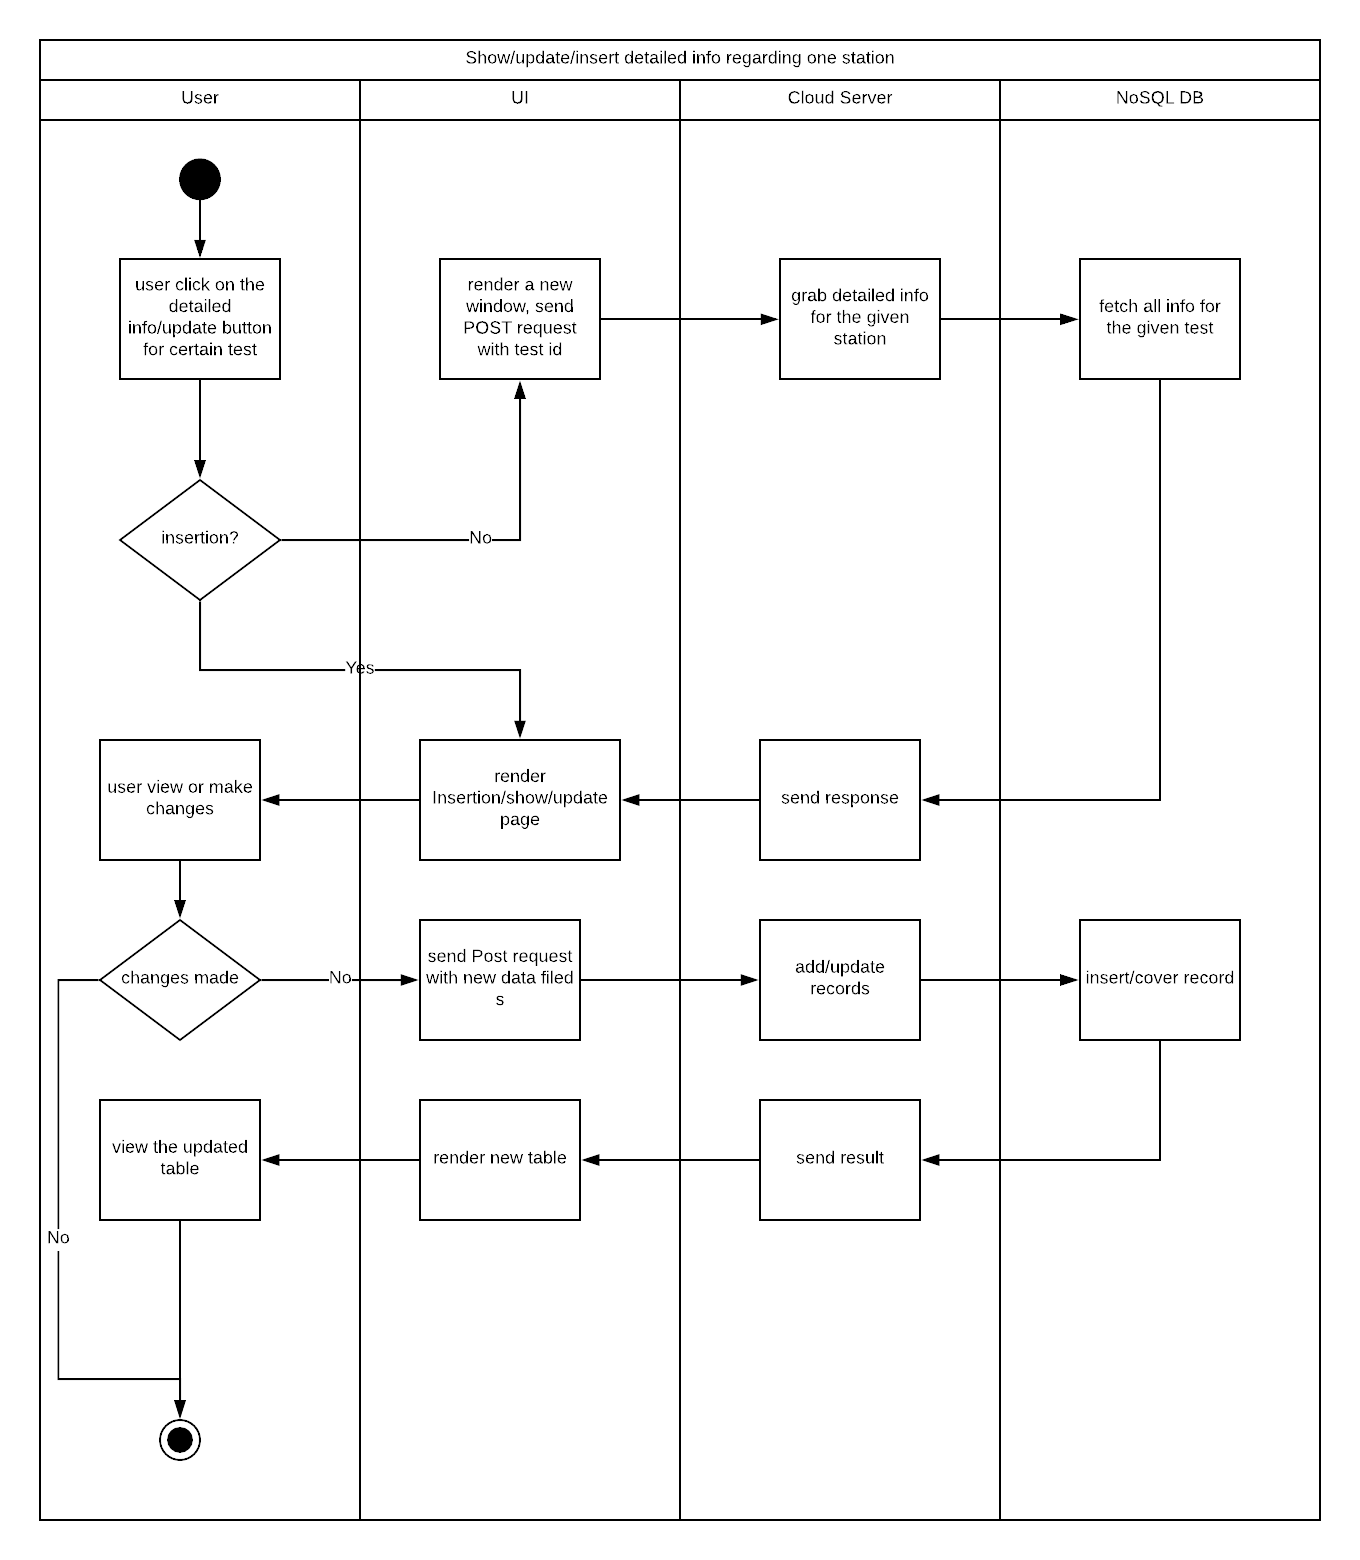 Show/update/insert detailed info regarding one station
User
UI
Cloud Server
NoSQL DB
user click on the
detailed
info/update button
for certain test
render a new
window, send
POST request
with test id
grab detailed info
for the given
station
fetch all info for
the given test
insertion?
No
Yes
user view or make
changes
render
Insertion/show/update
page
send response
changes made
No
send Post request
with new data filed
s
add/update
records
insert/cover record
view the updated
table
render new table
send result
No